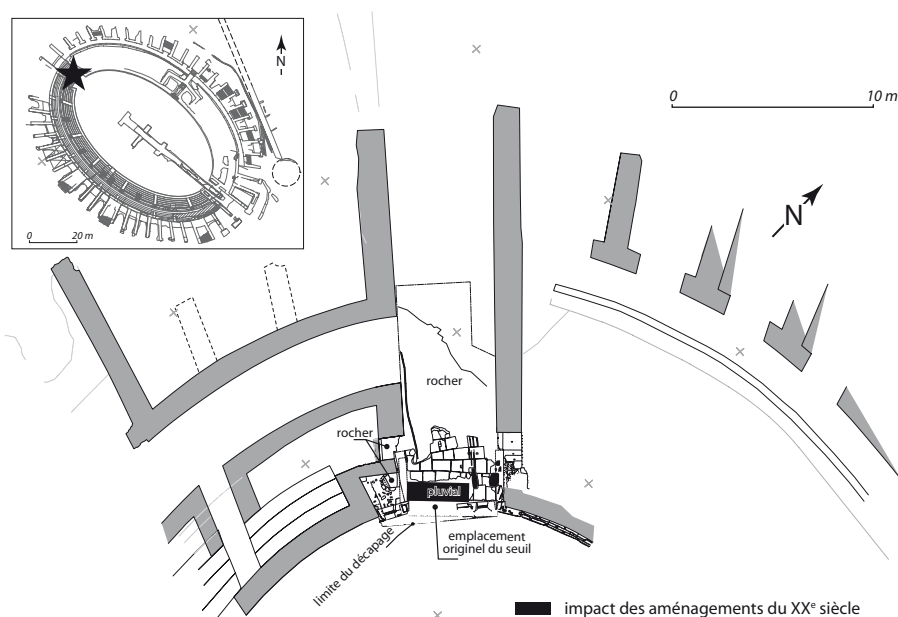 N
0
20 m
0
10 m
N
rocher
rocher
pluvial
emplacement
originel du seuil
limite du décapage
impact des aménagements du XXe siècle